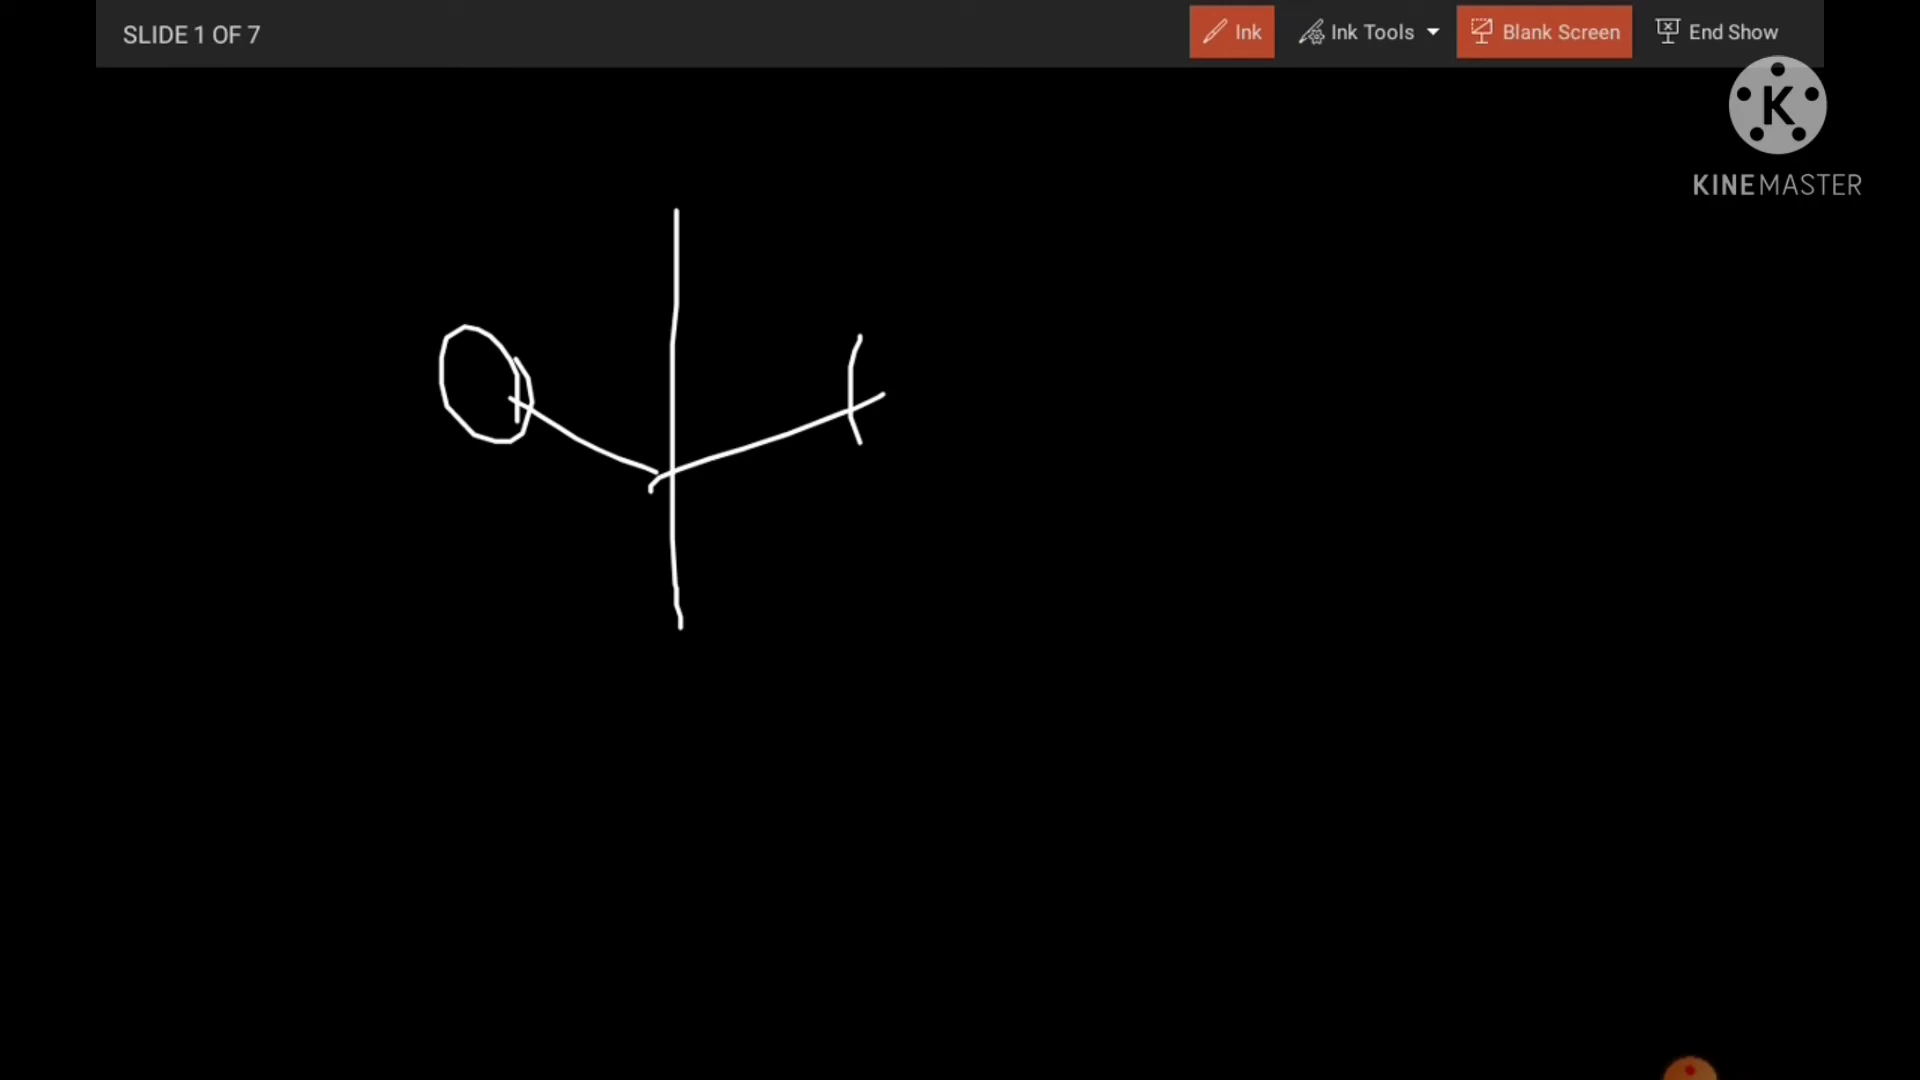 SLIDE 1 OF 7
Ink
Ink Tools
Blank Screen
End Show
K
KINEMASTER